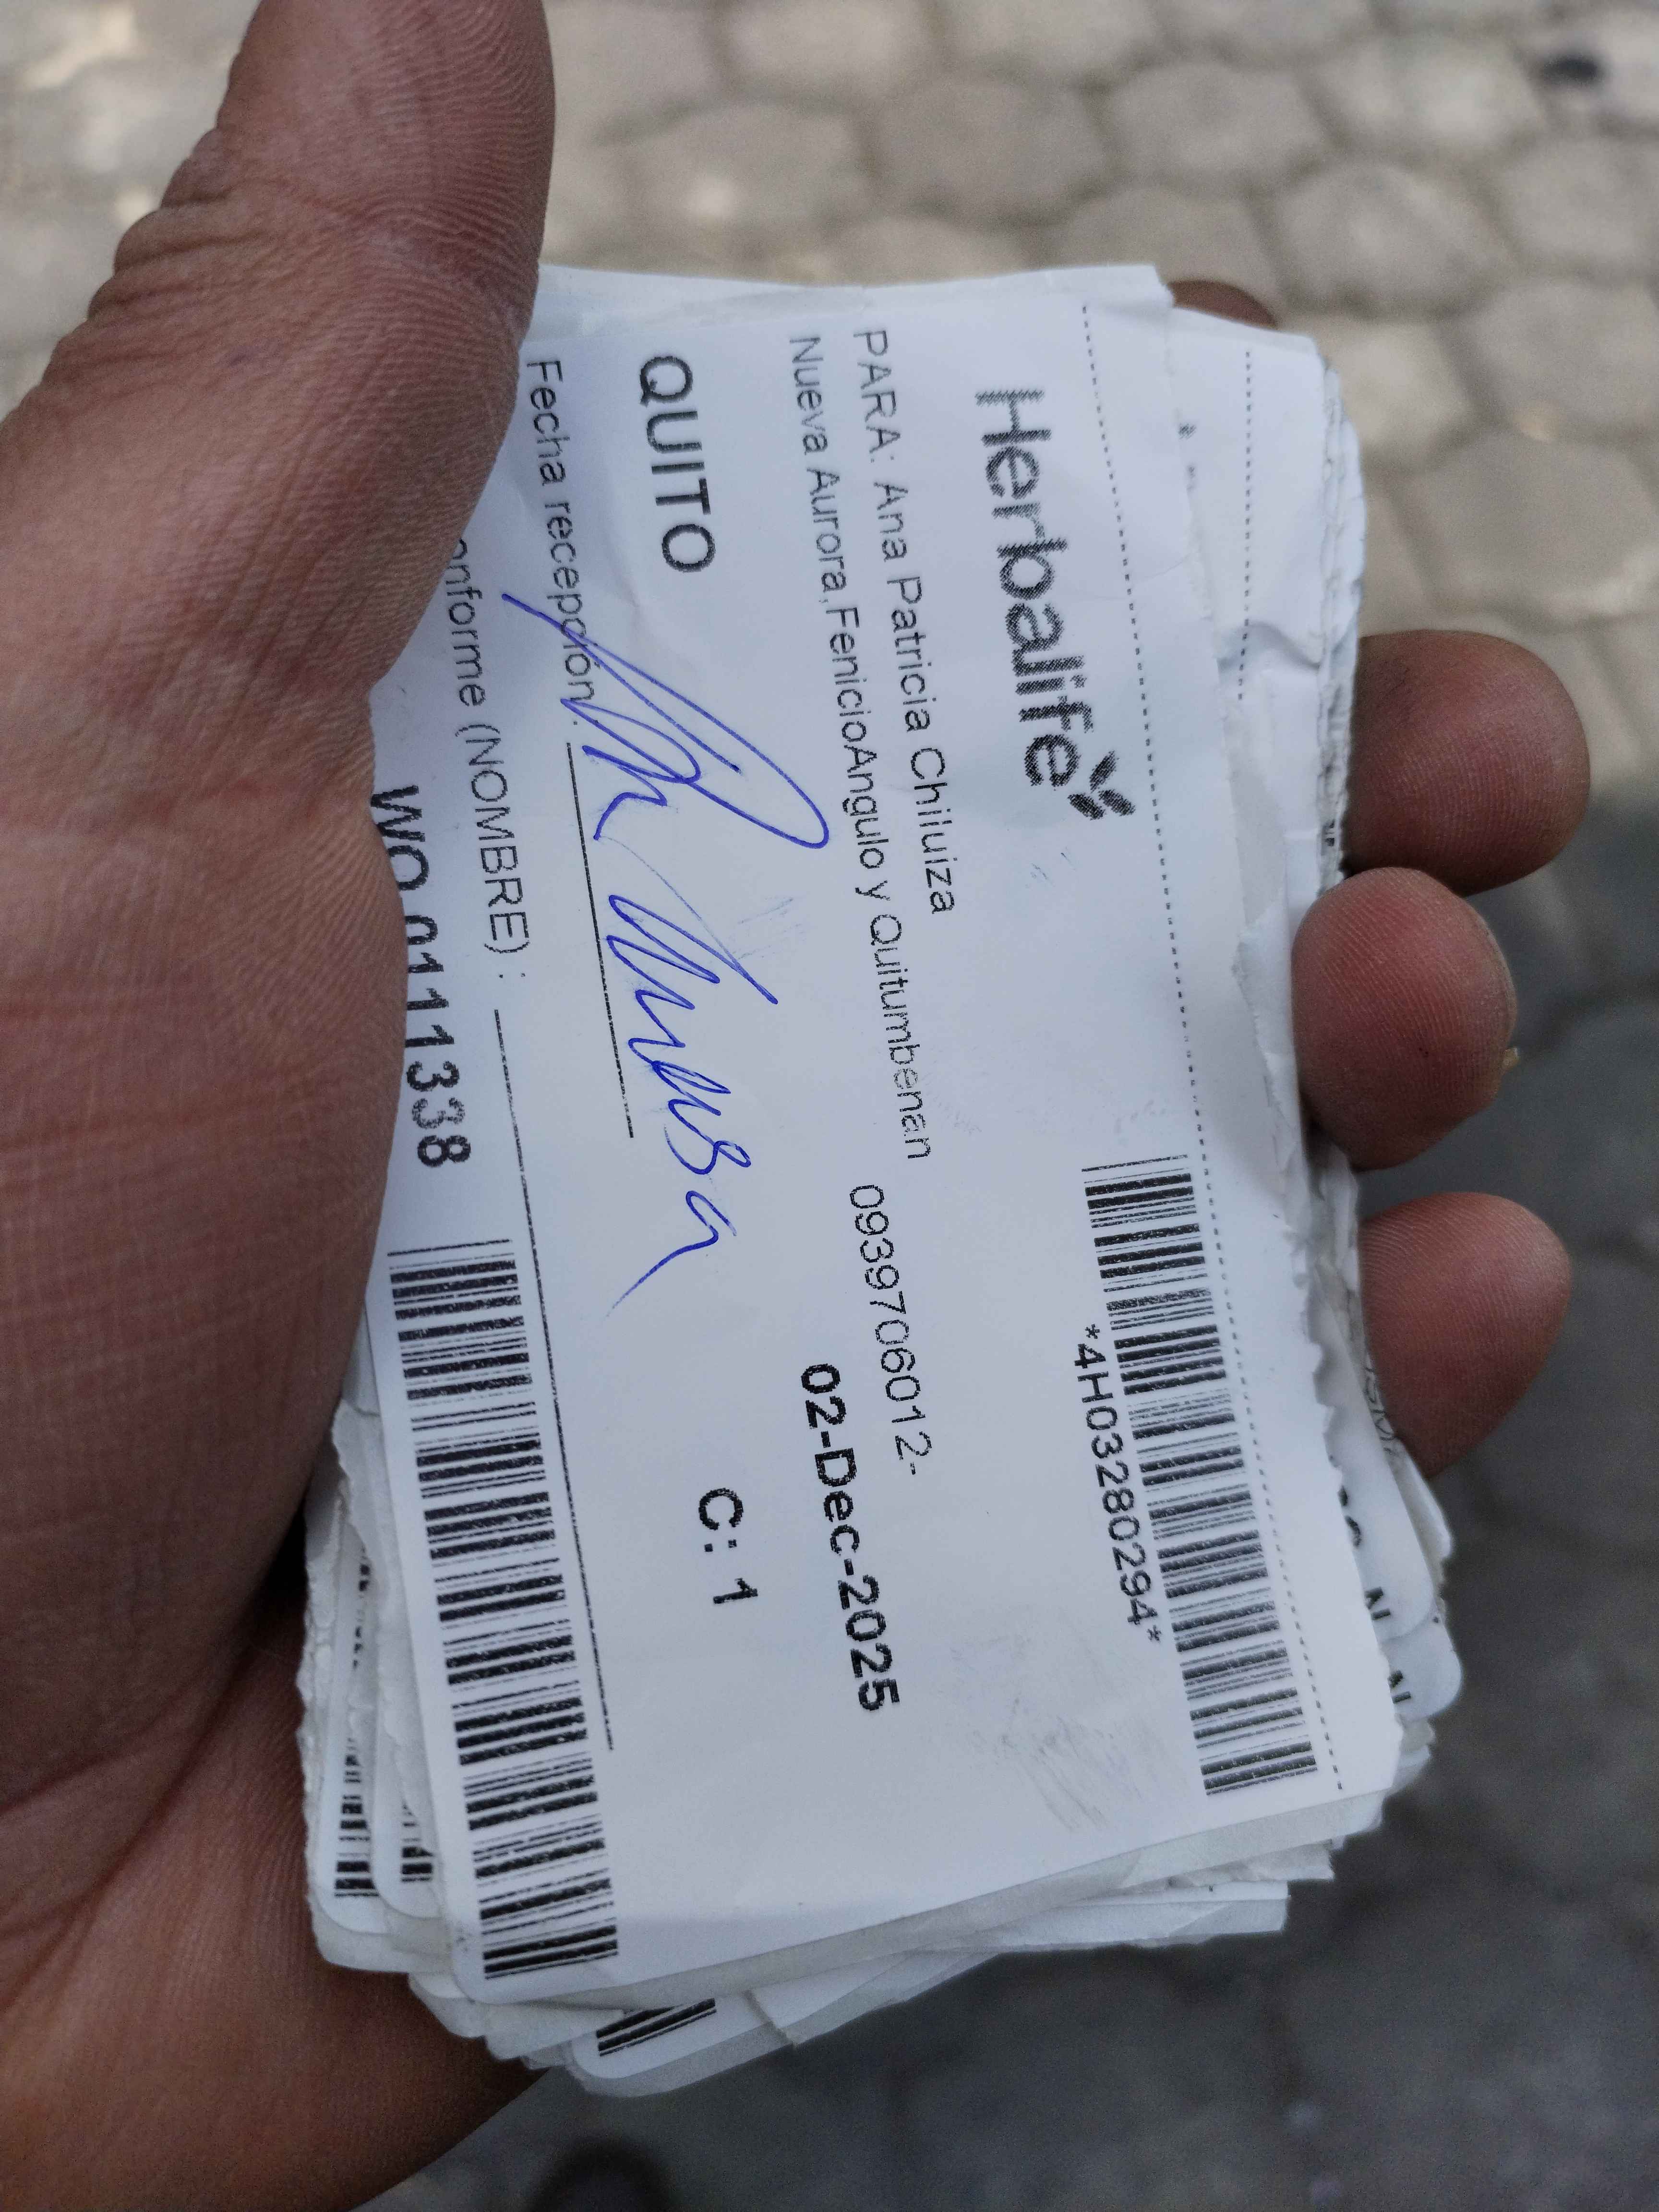 Herbalife
*4H03280294*
PARA: Ana Patricia Chiluiza
Nueva Aurora,FenicioAngulo y Quitumbenan 0939706012-
02-Dec-2025
QUITO
C: 1
Fecha recepción:
onforme (NOMBRE) :
WO 0111338